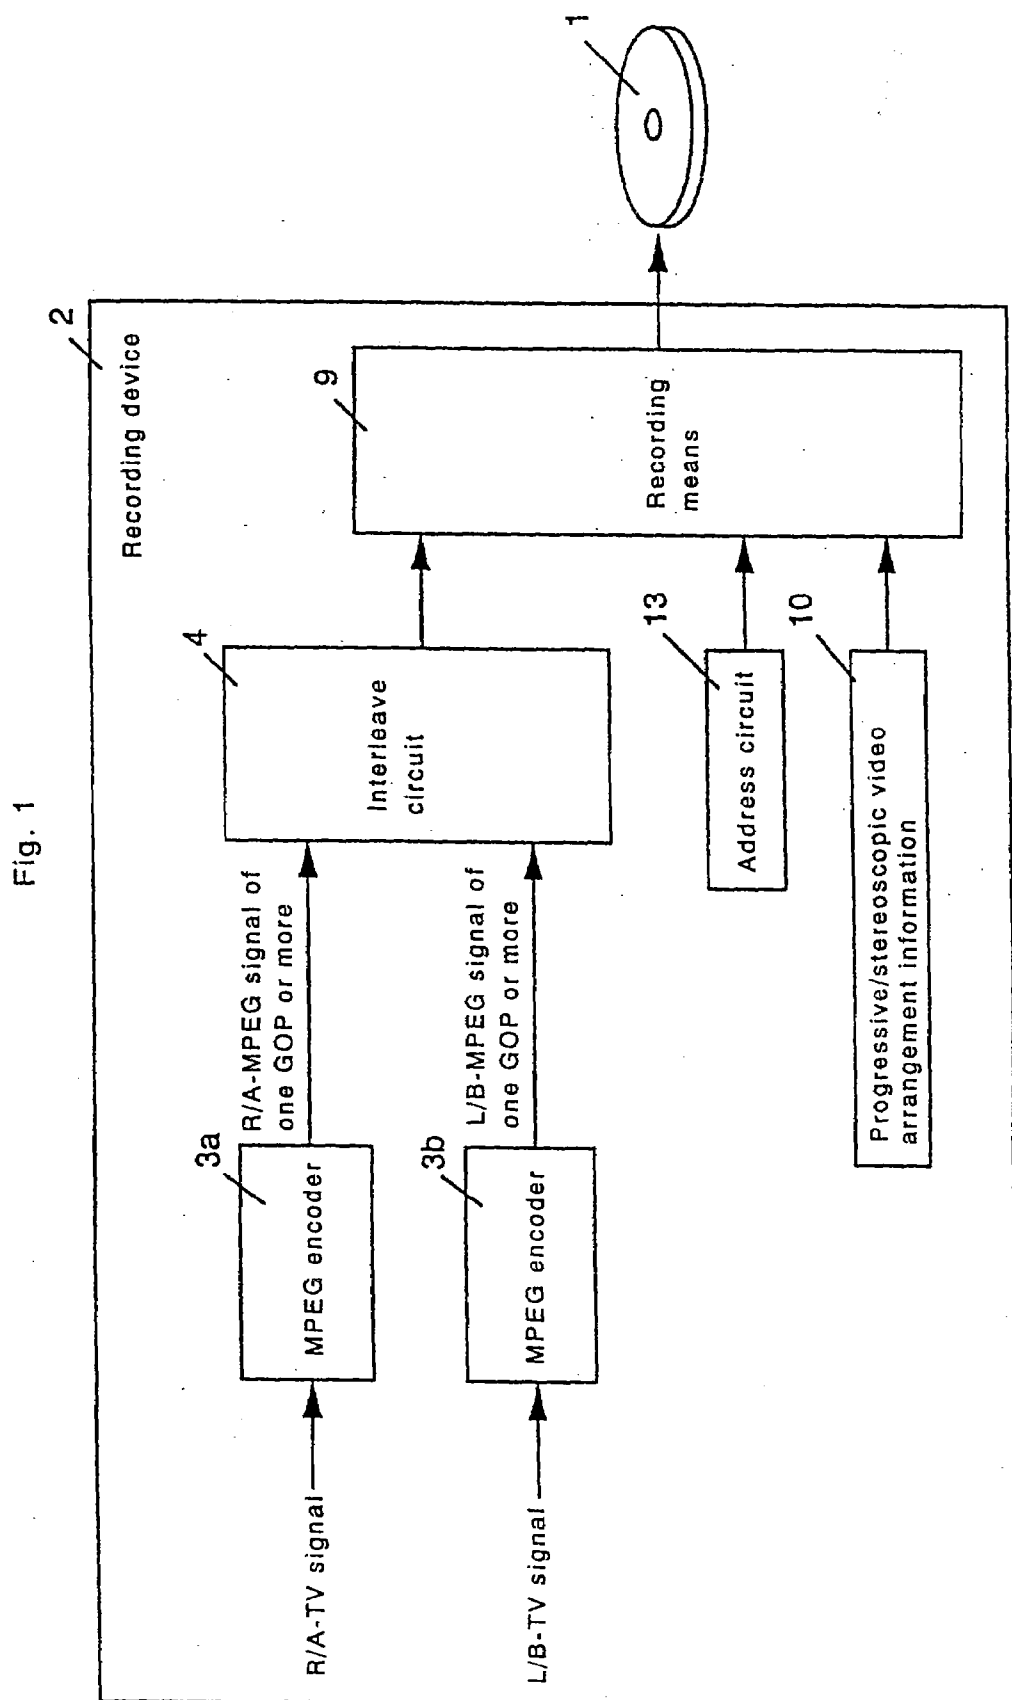 Fig. 1
2
Recording device
1
3a
MPEG encoder
R/A-TV signal
R/A-MPEG signal of
one GOP or more
3b
MPEG encoder
L/B-TV signal
L/B-MPEG signal of
one GOP or more
4
Interleave
circuit
9
Recording
means
13
Address circuit
10
Progressive/stereoscopic video
arrangement information